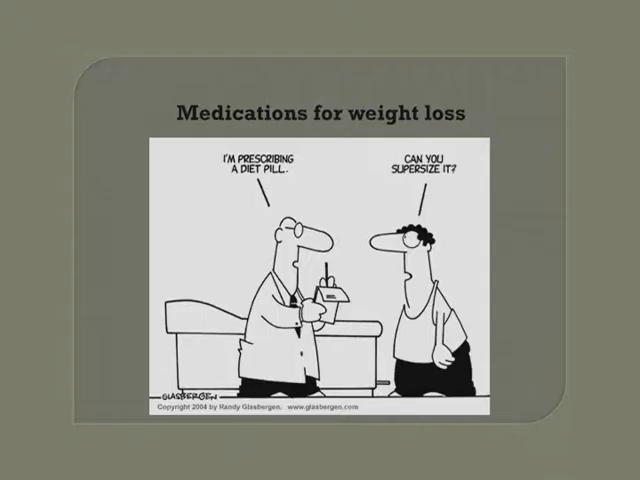 Medications for weight loss
I'M PRESCRIBING
A DIET PILL.
CAN YOU
SUPERSIZE IT?
GLASBERGEN
Copyright 2004 by Randy Glasbergen. www.glasbergen.com